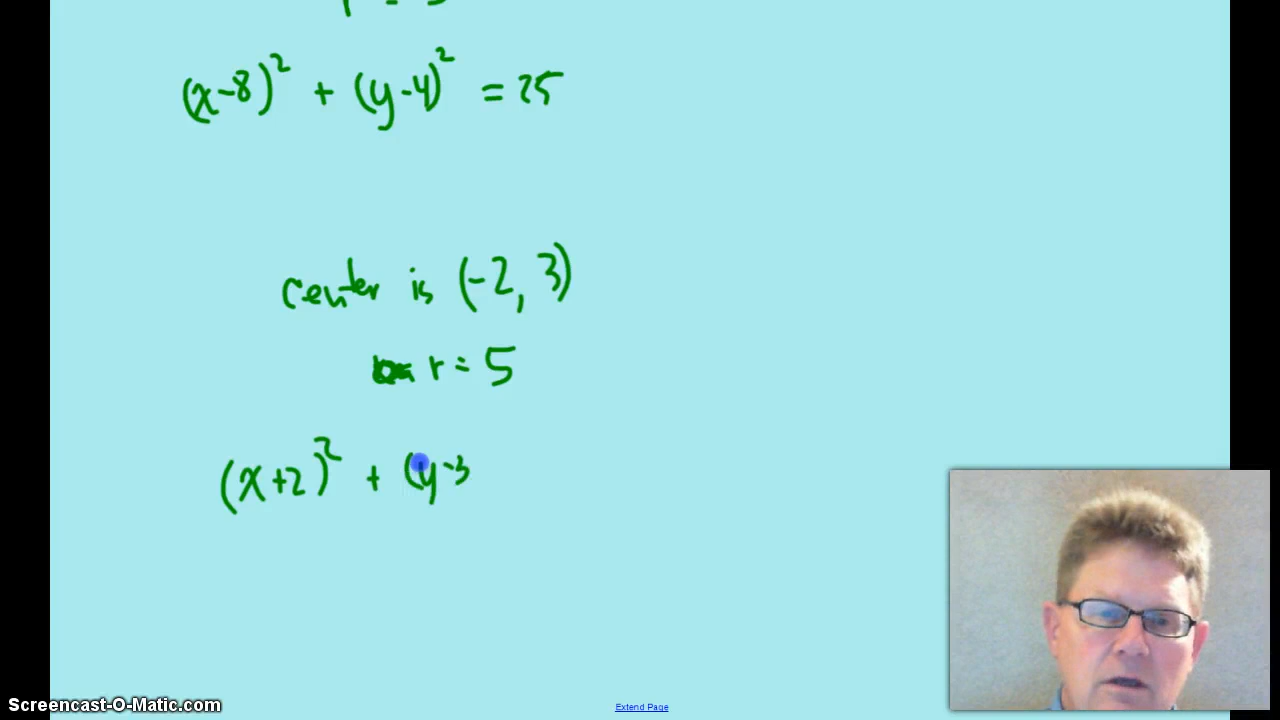 (x-8)² + (y-4)² = 25
center is (-2, 3)
r = 5
(x+2)² + (y-3
Screencast-O-Matic.com
Extend Page